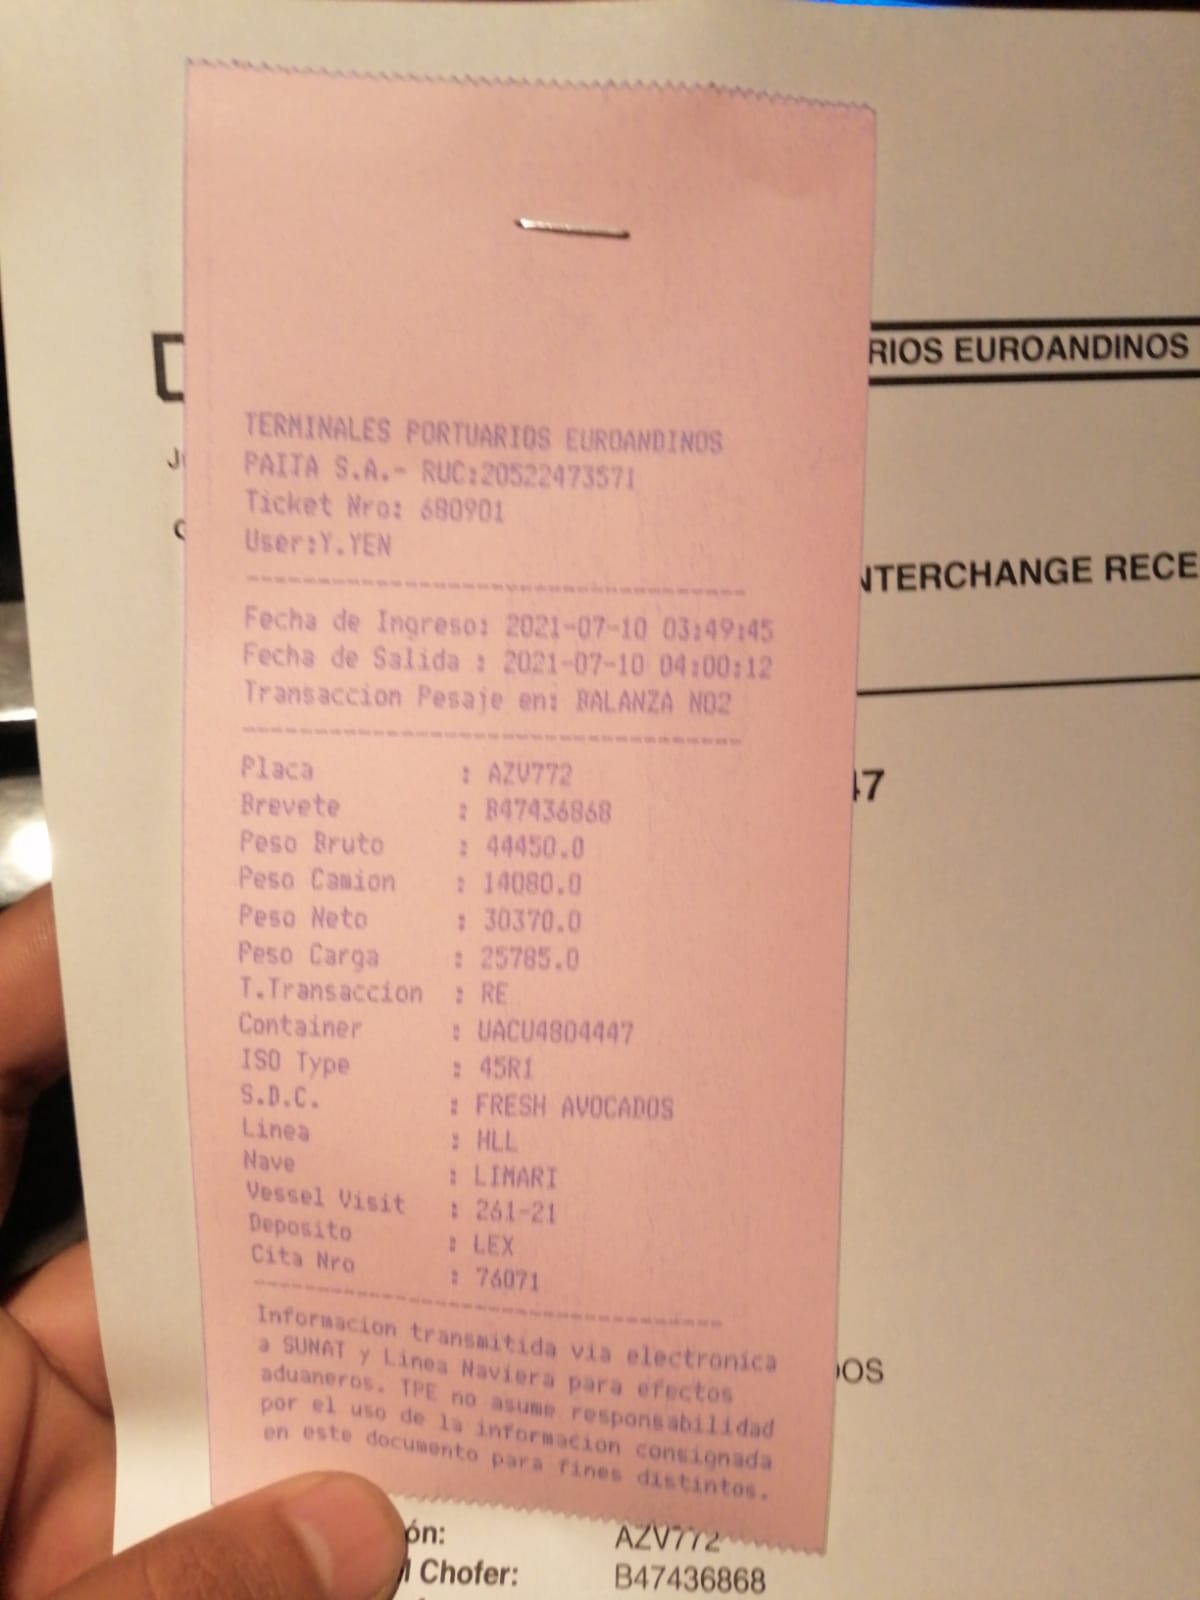 RIOS EUROANDINOS
TERMINALES PORTUARIOS EUROANDINOS
PAITA S.A.- RUC:20522473571
Ticket Nro: 680901
User:Y.YEN
NTERCHANGE RECE
Fecha de Ingreso: 2021-07-10 03:49:45
Fecha de Salida : 2021-07-10 04:00:12
Transaccion Pesaje en: BALANZA NO2
Placa : AZV772
47
Brevete : B47436868
Peso Bruto : 44450.0
Peso Camion : 14080.0
Peso Neto : 30370.0
Peso Carga : 25785.0
T.Transaccion : RE
Container : UACU4804447
ISO Type : 45R1
S.D.C. : FRESH AVOCADOS
Linea : HLL
Nave : LIMARI
Vessel Visit : 261-21
Deposito : LEX
Cita Nro : 76071
Informacion transmitida via electronica
a SUNAT y Linea Naviera para efectos
aduaneros. TPE no asume responsabilidad
por el uso de la informacion consignada
en este documento para fines distintos.
DOS
ón: AZV772
l Chofer: B47436868